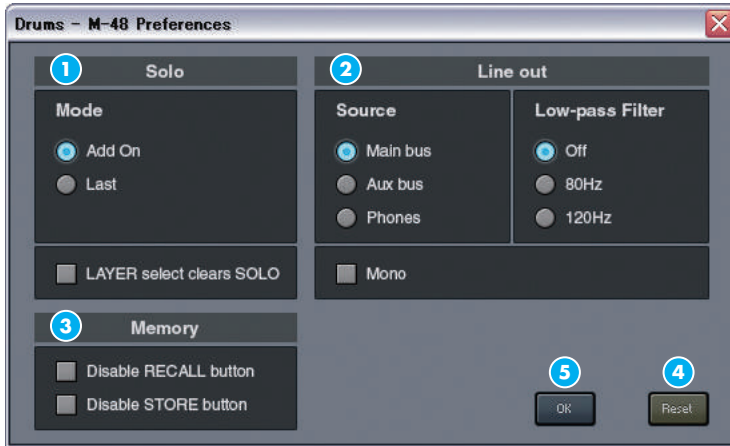 Drums - M-48 Preferences
1 Solo
Mode
Add On
Last
LAYER select clears SOLO
2 Line out
Source
Main bus
Aux bus
Phones
Low-pass Filter
Off
80Hz
120Hz
Mono
3 Memory
Disable RECALL button
Disable STORE button
5
OK
4
Reset